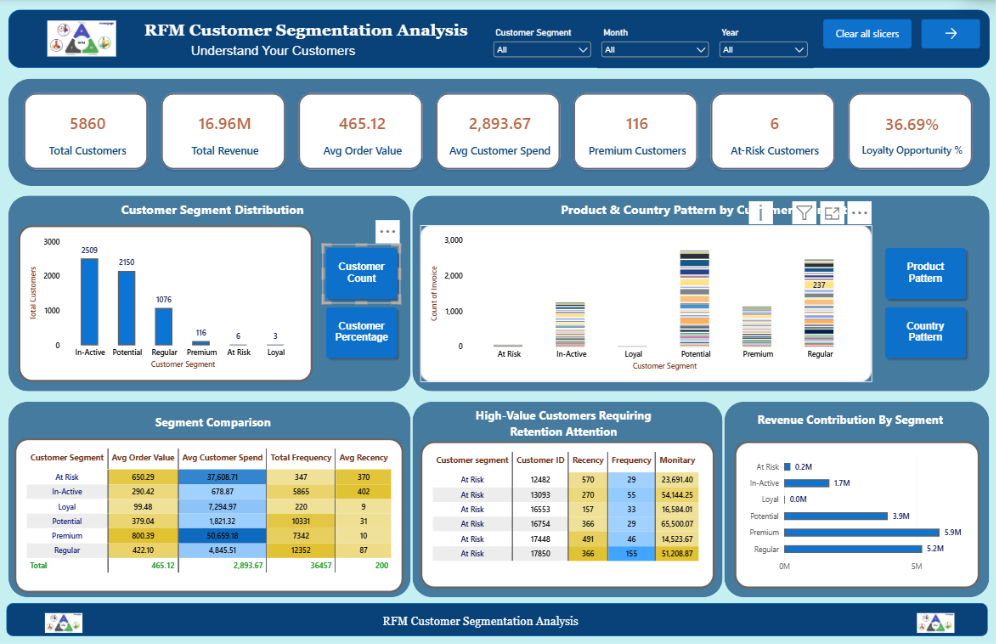 RFM Customer Segmentation Analysis
Understand Your Customers
Customer Segment
All
Month
All
Year
All
Clear all slicers
5860
Total Customers
16.96M
Total Revenue
465.12
Avg Order Value
2,893.67
Avg Customer Spend
116
Premium Customers
6
At-Risk Customers
36.69%
Loyalty Opportunity %
Customer Segment Distribution
3000
2000
1000
0
Total Customers
2509
2150
1076
116
6
3
In-Active Potential Regular Premium At Risk Loyal
Customer Segment
Customer
Count
Customer
Percentage
Product & Country Pattern by
3,000
2,000
1,000
0
Count of Invoice
237
At Risk In-Active Loyal Potential Premium Regular
Customer Segment
Product
Pattern
Country
Pattern
Segment Comparison
Customer Segment Avg Order Value Avg Customer Spend Total Frequency Avg Recency
At Risk 650.29 37,608.71 347 370
In-Active 290.42 678.87 5865 402
Loyal 99.48 7,294.97 220 9
Potential 379.04 1,821.32 10331 31
Premium 800.39 50,659.18 7342 10
Regular 422.10 4,845.51 12352 87
Total 465.12 2,893.67 36457 200
High-Value Customers Requiring
Retention Attention
Customer segment Customer ID Recency Frequency Monitary
At Risk 12482 570 29 23,691.40
At Risk 13093 270 55 54,144.25
At Risk 16553 157 33 16,584.01
At Risk 16754 366 29 65,500.07
At Risk 17448 491 46 14,523.67
At Risk 17850 366 155 51,208.87
Revenue Contribution By Segment
At Risk 0.2M
In-Active 1.7M
Loyal 0.0M
Potential 3.9M
Premium 5.9M
Regular 5.2M
0M 5M
RFM Customer Segmentation Analysis